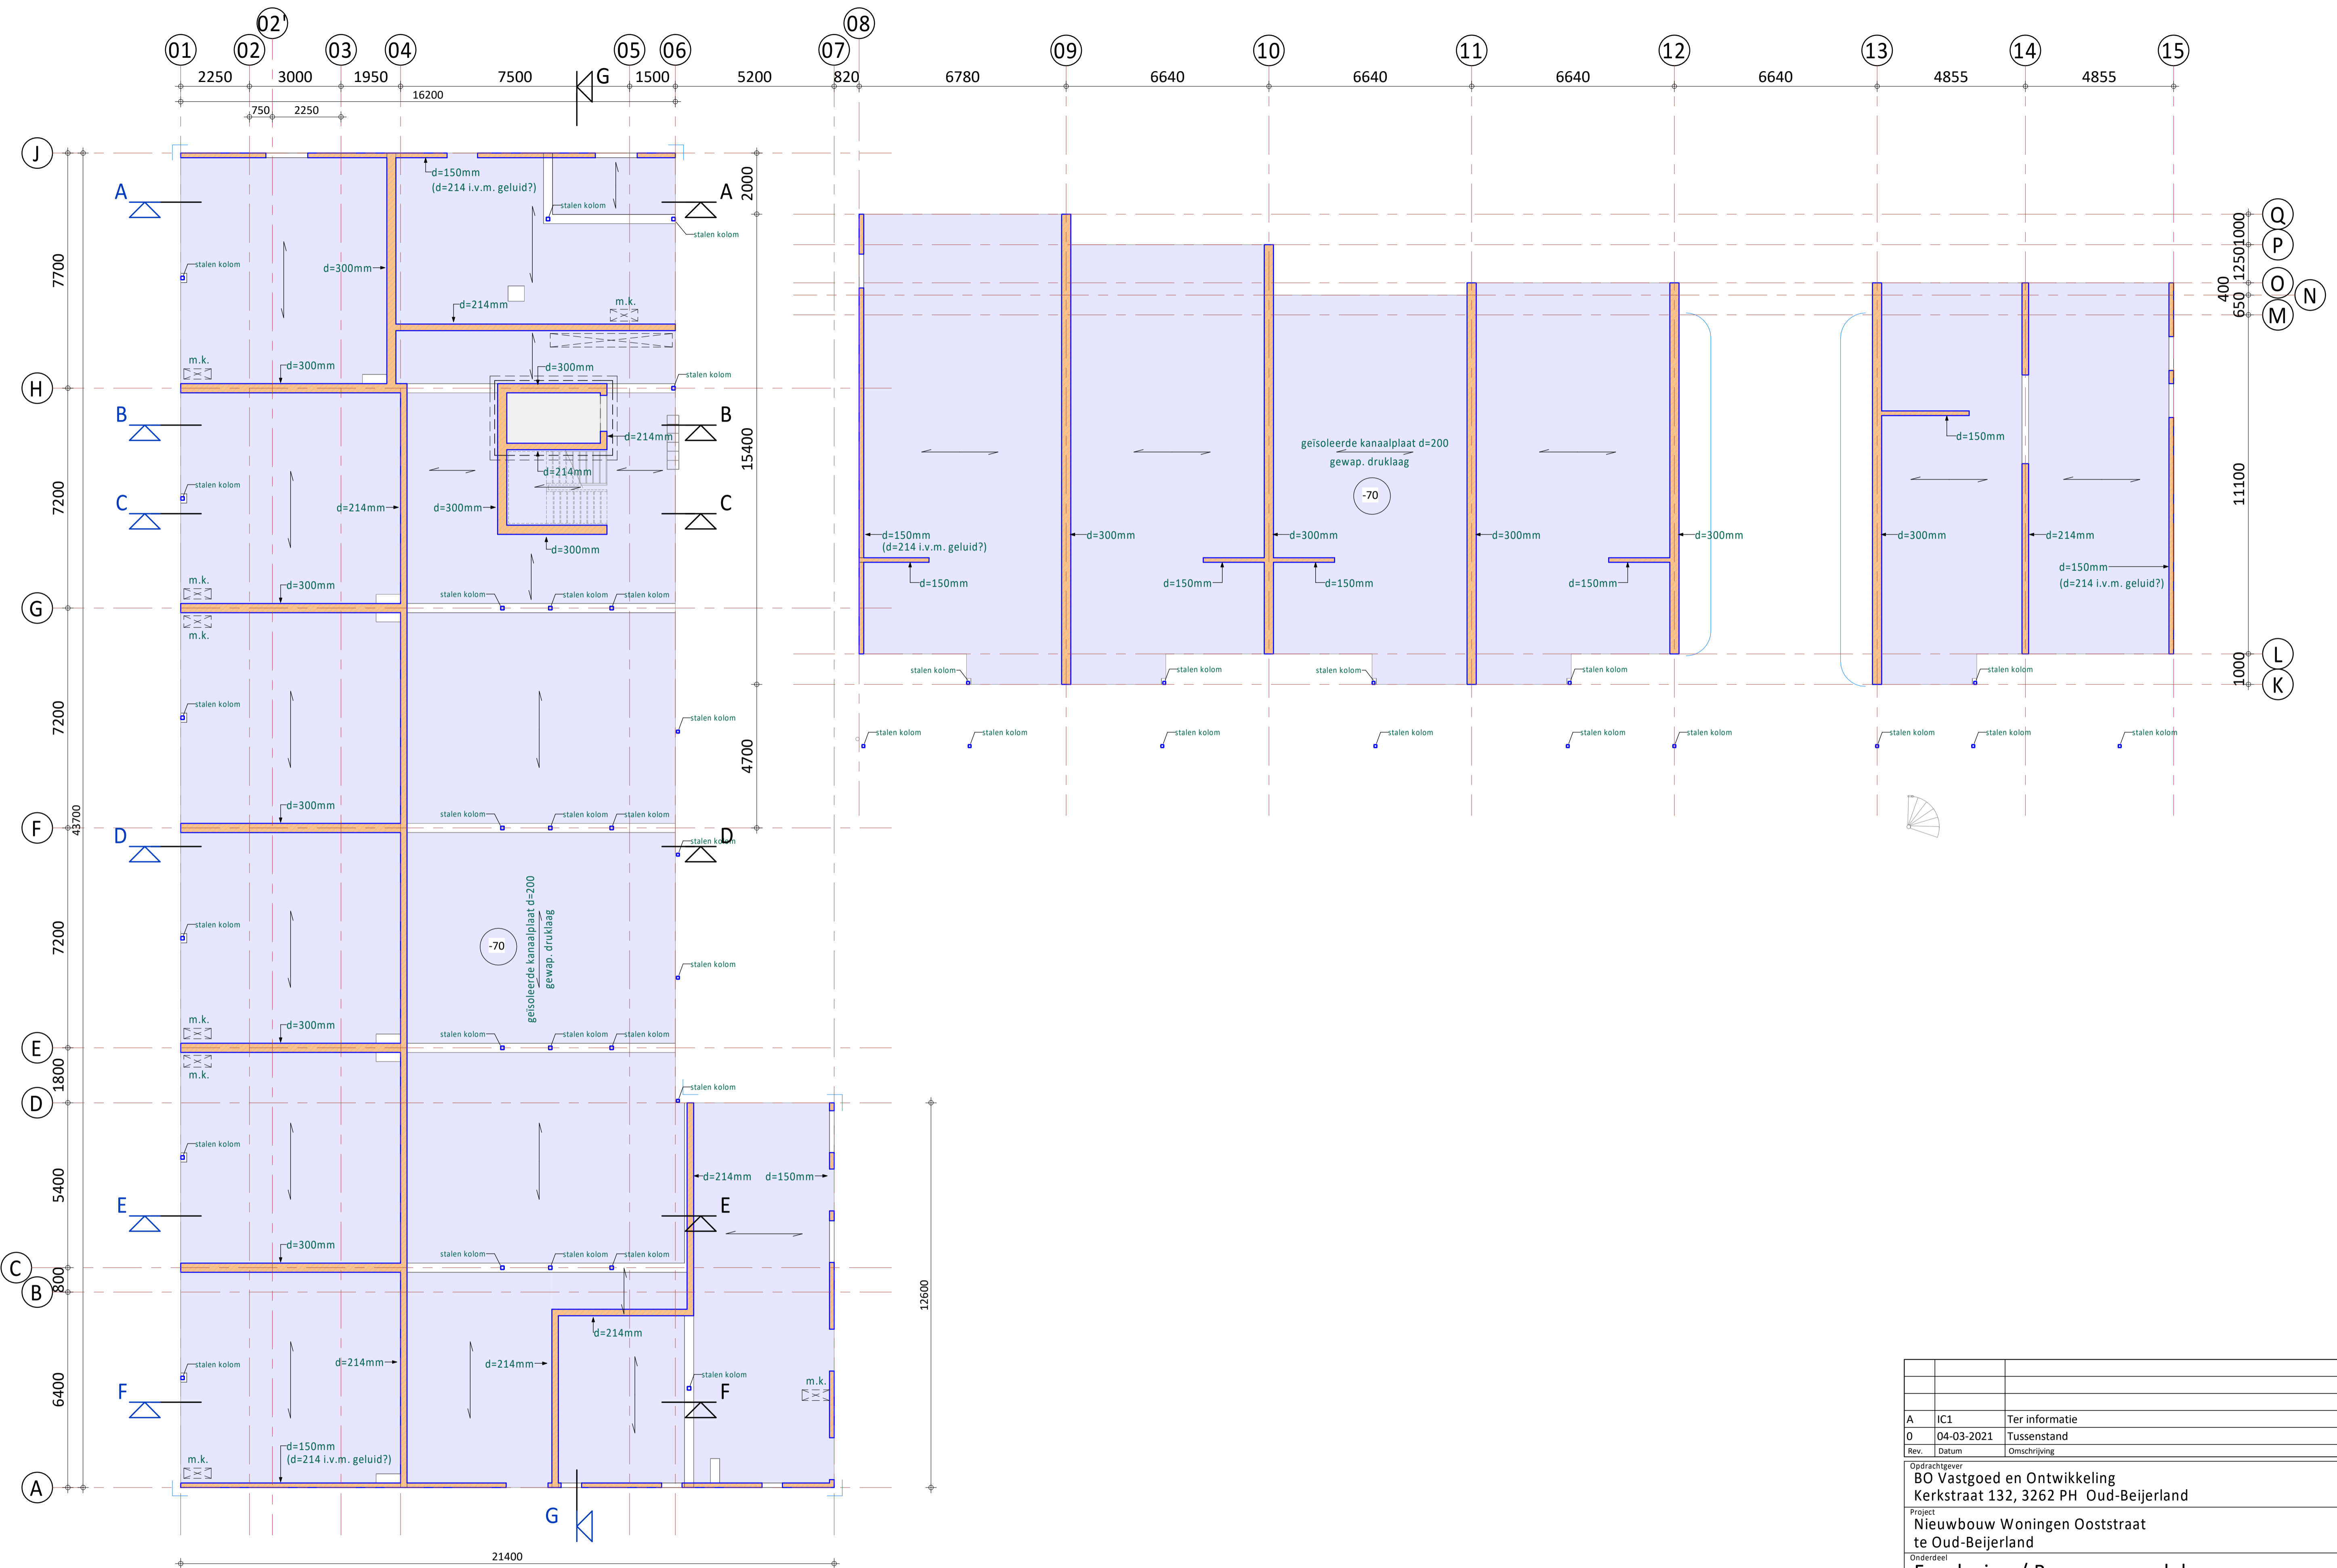 02'
08
01
02
03
04
05
06
07
09
10
11
12
13
14
15
2250
3000
1950
7500
G
1500
5200
820
6780
6640
6640
6640
6640
4855
4855
16200
750
2250
J
A
d=150mm
(d=214 i.v.m. geluid?)
A
2000
stalen kolom
stalen kolom
Q
1000
P
7700
stalen kolom
d=300mm
1250
400
O
N
650
M
d=214mm
m.k.
m.k.
d=300mm
d=300mm
stalen kolom
H
B
B
d=214mm
d=214mm
15400
geïsoleerde kanaalplaat d=200
gewap. druklaag
-70
d=150mm
11100
stalen kolom
7200
C
d=214mm
d=300mm
C
d=300mm
d=150mm
(d=214 i.v.m. geluid?)
d=300mm
d=300mm
d=300mm
d=300mm
d=300mm
d=214mm
d=150mm
(d=214 i.v.m. geluid?)
m.k.
d=300mm
d=150mm
d=150mm
d=150mm
d=150mm
stalen kolom
stalen kolom
stalen kolom
G
m.k.
L
1000
K
stalen kolom
stalen kolom
stalen kolom
stalen kolom
stalen kolom
7200
stalen kolom
stalen kolom
4700
stalen kolom
stalen kolom
stalen kolom
stalen kolom
stalen kolom
stalen kolom
stalen kolom
stalen kolom
stalen kolom
d=300mm
stalen kolom
stalen kolom
stalen kolom
F
43700
D
D
stalen kolom
7200
stalen kolom
-70
geïsoleerde kanaalplaat d=200
gewap. druklaag
stalen kolom
m.k.
d=300mm
stalen kolom
stalen kolom
stalen kolom
E
m.k.
1800
stalen kolom
D
stalen kolom
5400
d=214mm
d=150mm
E
E
d=300mm
stalen kolom
stalen kolom
stalen kolom
C
800
B
12600
d=214mm
stalen kolom
d=214mm
d=214mm
stalen kolom
6400
F
F
m.k.
d=150mm
(d=214 i.v.m. geluid?)
m.k.
A
G
21400
A IC1 Ter informatie
0 04-03-2021 Tussenstand
Rev. Datum Omschrijving
Opdrachtgever
BO Vastgoed en Ontwikkeling
Kerkstraat 132, 3262 PH Oud-Beijerland
Project
Nieuwbouw Woningen Ooststraat
te Oud-Beijerland
Onderdeel